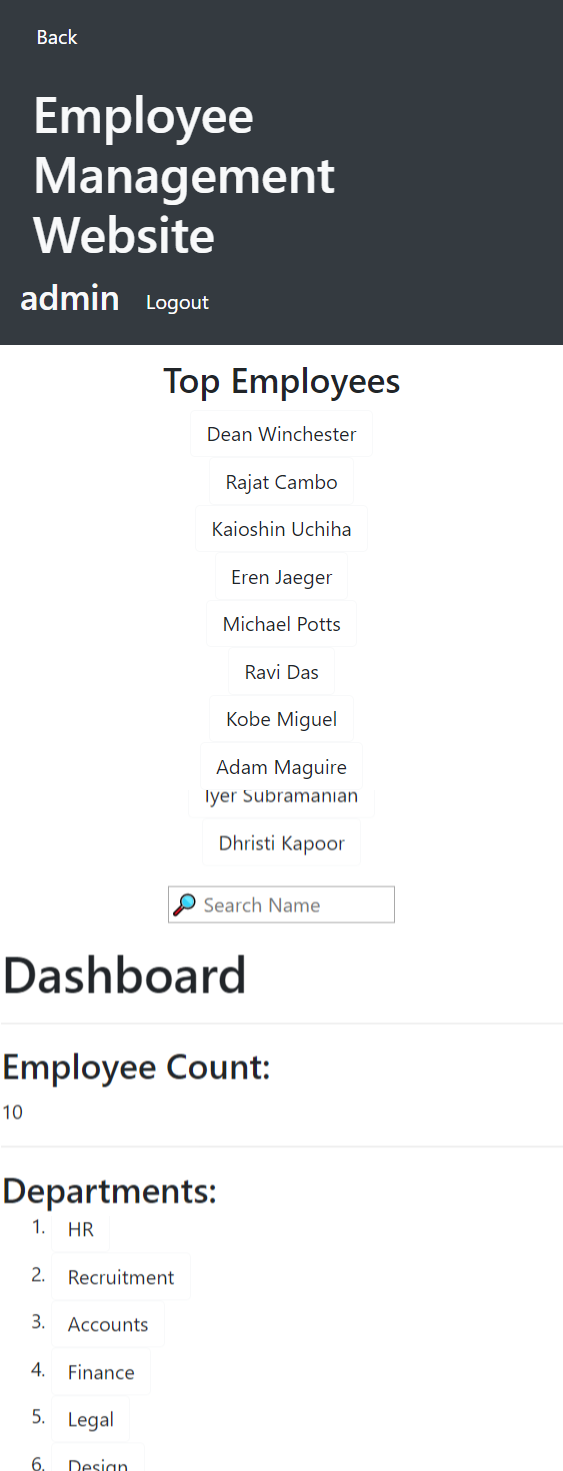 Back
Employee
Management
Website
admin Logout
Top Employees
Dean Winchester
Rajat Cambo
Kaioshin Uchiha
Eren Jaeger
Michael Potts
Ravi Das
Kobe Miguel
Adam Maguire
Iyer Subramanian
Dhristi Kapoor
Search Name
Dashboard
Employee Count:
10
Departments:
1. HR
2. Recruitment
3. Accounts
4. Finance
5. Legal
6. Design